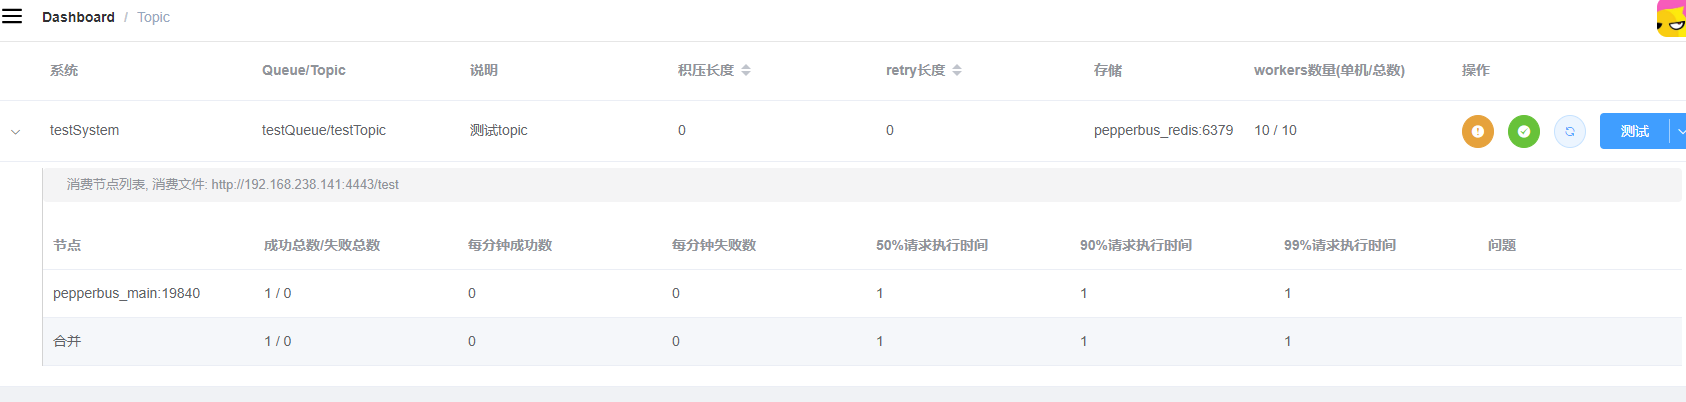 Dashboard / Topic
系统 Queue/Topic 说明 积压长度 retry长度 存储 workers数量(单机/总数) 操作
testSystem testQueue/testTopic 测试topic 0 0 pepperbus_redis:6379 10 / 10 测试
消费节点列表, 消费文件: http://192.168.238.141:4443/test
节点 成功总数/失败总数 每分钟成功数 每分钟失败数 50%请求执行时间 90%请求执行时间 99%请求执行时间 问题
pepperbus_main:19840 1 / 0 0 0 1 1 1
合并 1 / 0 0 0 1 1 1